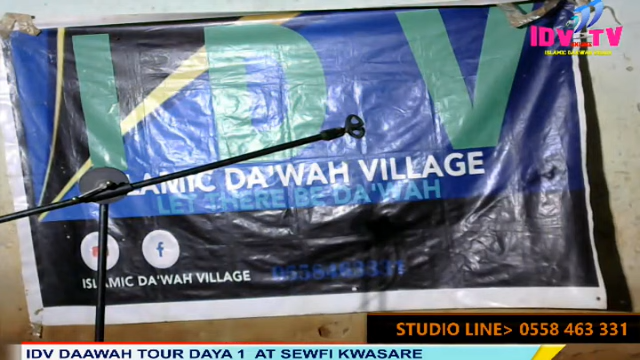 IDV
IDV TV
ISLAMIC DA'WAH VILLAGE
LET THERE BE DA'WAH
f
ISLAMIC DA'WAH VILLAGE
0558463331
STUDIO LINE> 0558 463 331
IDV DAAWAH TOUR DAYA 1 AT SEWFI KWASARE